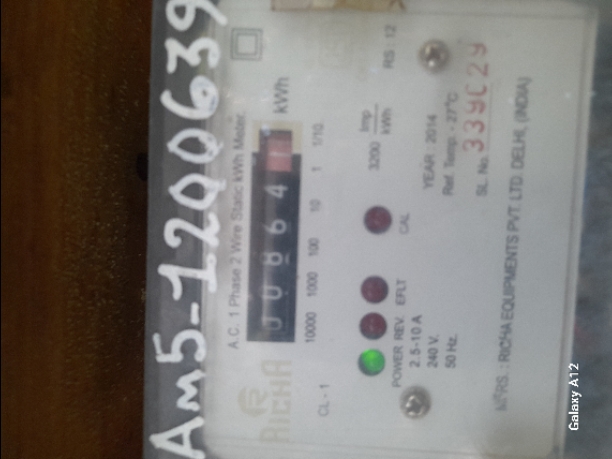 Am5-1200639
A.C. 1 Phase 2 Wire Static kWh Meter.
0 0 8 6 4
kWh
10000 1000 100 10 1 1/10.
RICHA
CL-1
3200 Imp
kWh
RS : 12
POWER REV. EFLT CAL
2.5-10 A
240 V.
50 Hz.
YEAR : 2014
Ref. Temp. - 27°C
SL. No. 339029
MFRS. : RICHA EQUIPMENTS PVT. LTD. DELHI, (INDIA)
Galaxy A12